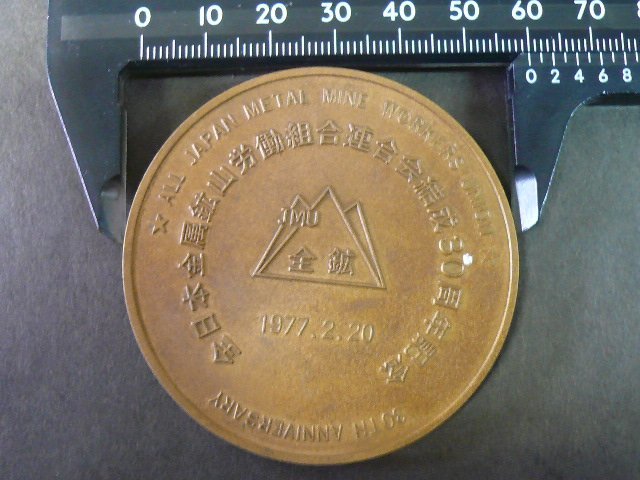 0 10 20 30 40 50 60 70 80
0 2 4 6 8
☆ ALL JAPAN METAL MINE WORKERS UNION ☆
全日本金属鉱山労働組合連合会結成30周年記念
JMU
全鉱
1977.2.20
30TH ANNIVERSARY